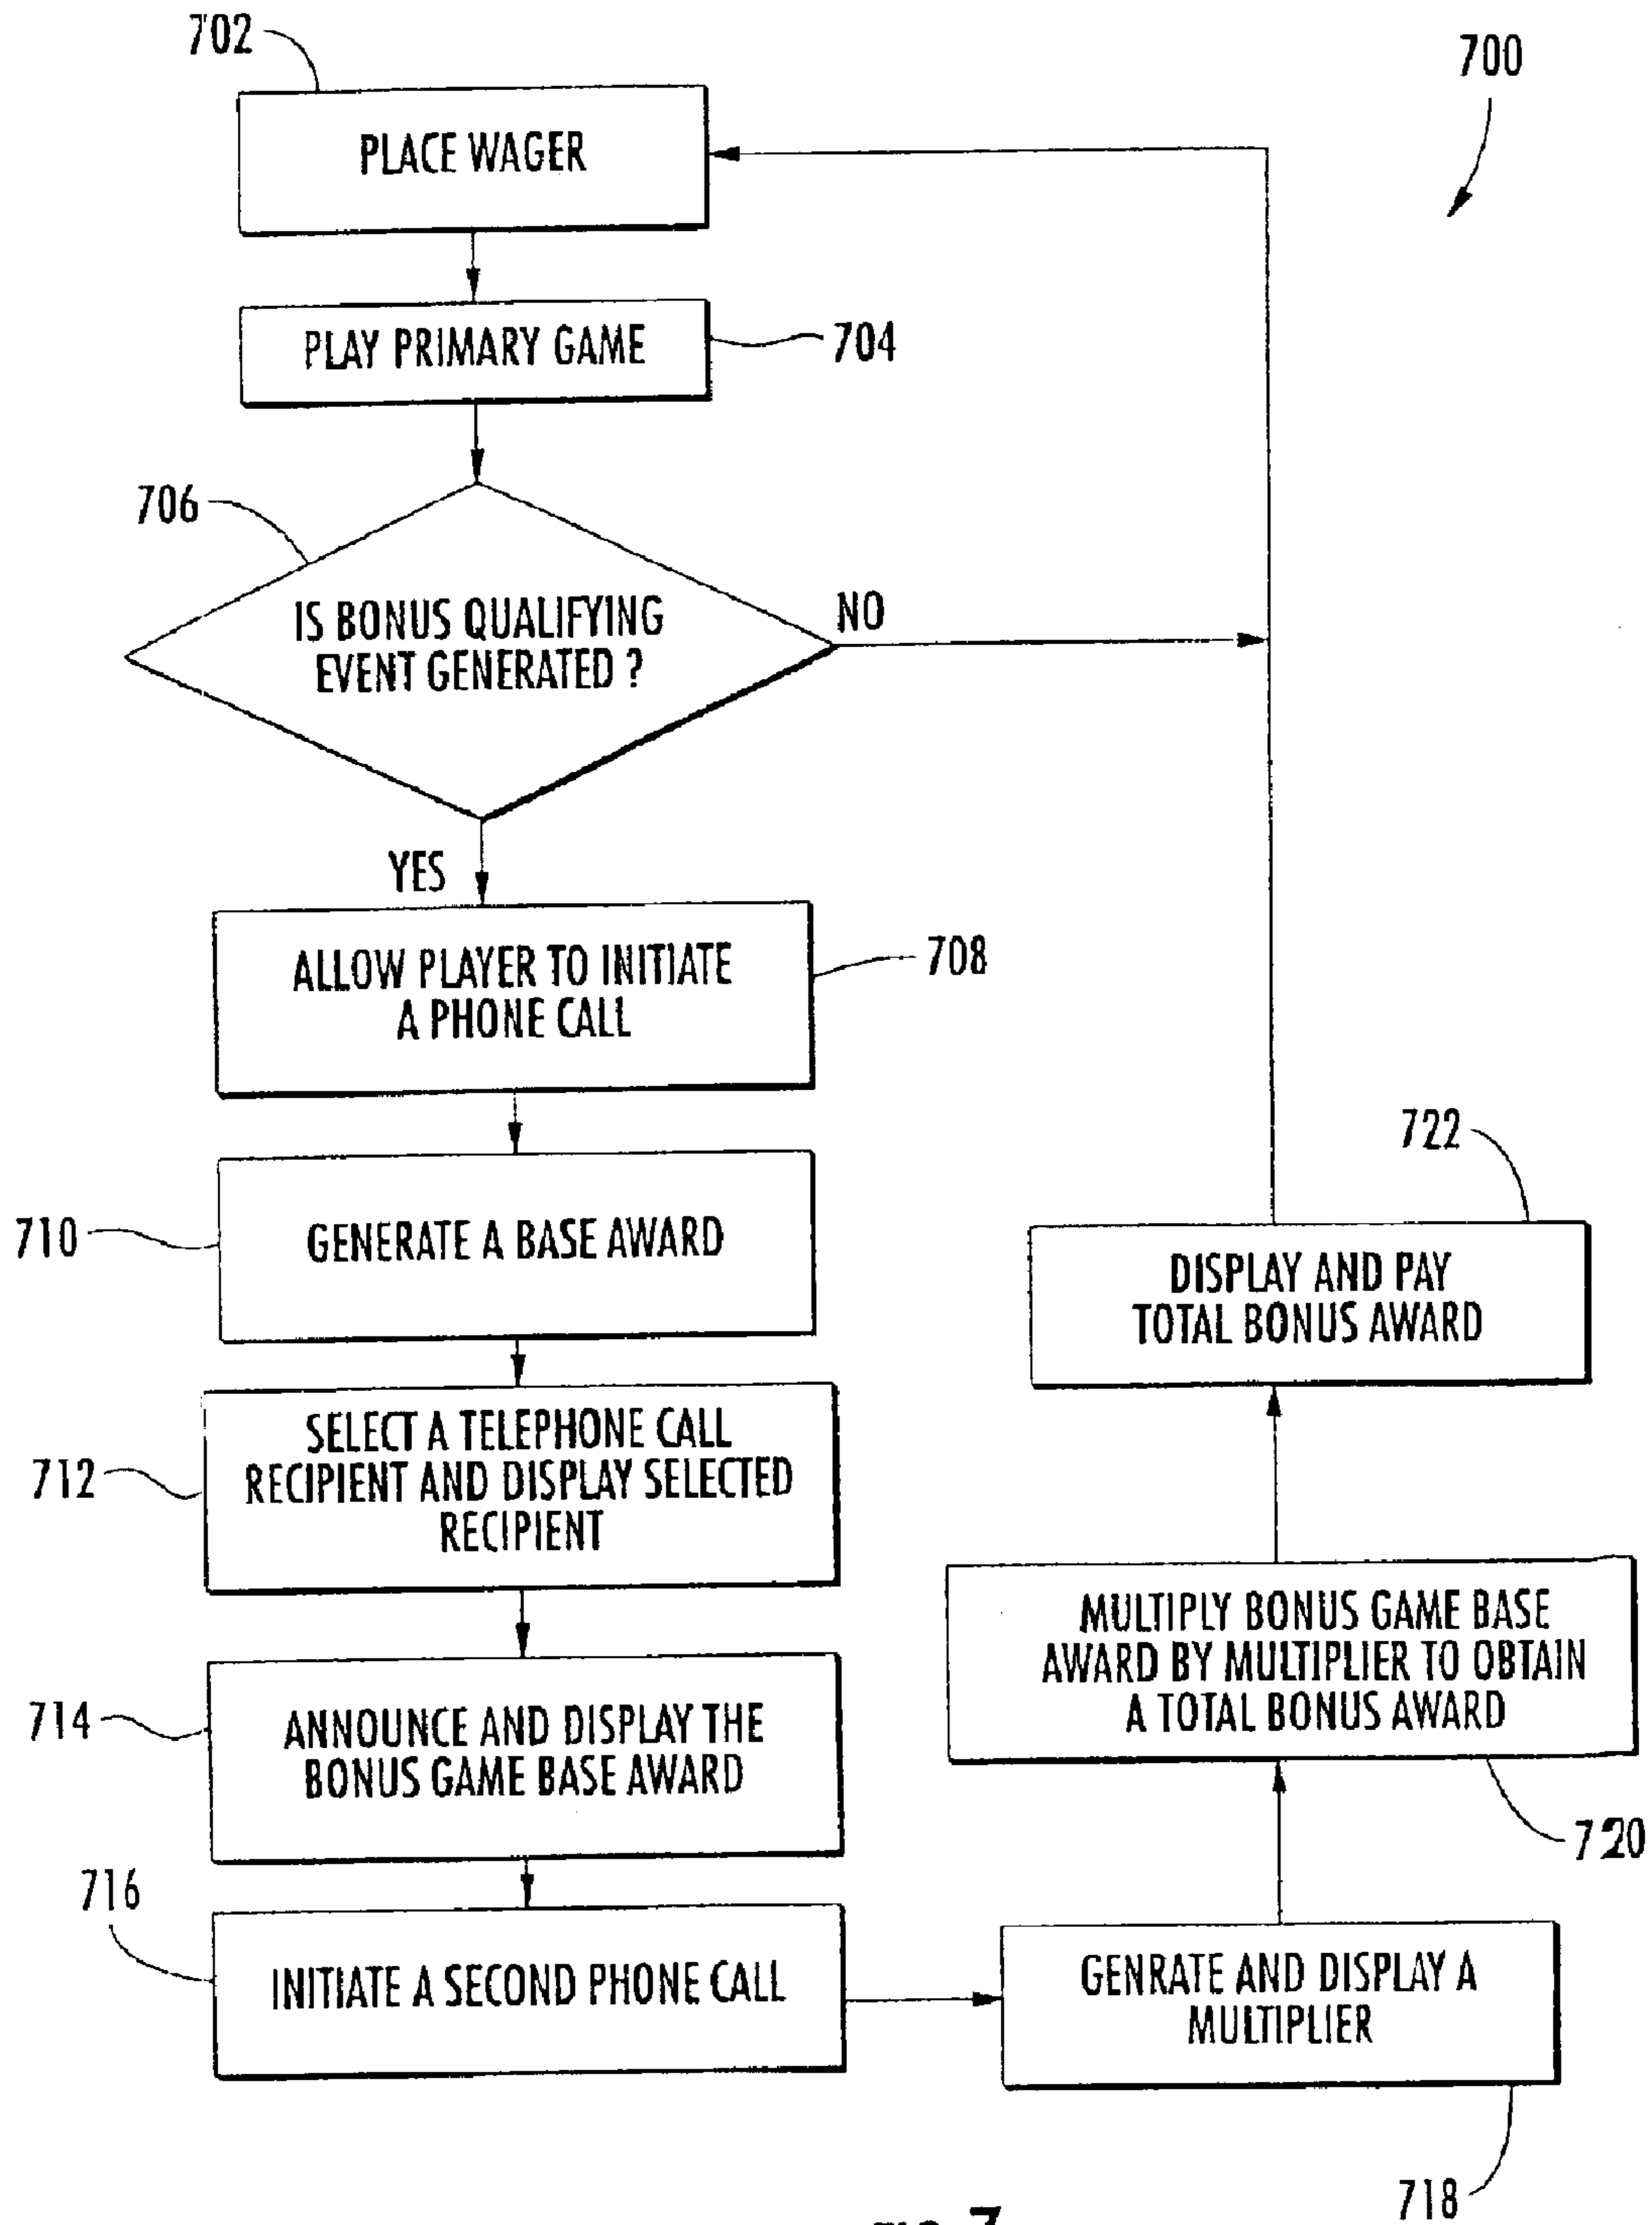 702
700
PLACE WAGER
PLAY PRIMARY GAME
704
706
IS BONUS QUALIFYING
EVENT GENERATED ?
NO
YES
ALLOW PLAYER TO INITIATE
A PHONE CALL
708
710
GENERATE A BASE AWARD
722
DISPLAY AND PAY
TOTAL BONUS AWARD
712
SELECT A TELEPHONE CALL
RECIPIENT AND DISPLAY SELECTED
RECIPIENT
MULTIPLY BONUS GAME BASE
AWARD BY MULTIPLIER TO OBTAIN
A TOTAL BONUS AWARD
720
714
ANNOUNCE AND DISPLAY THE
BONUS GAME BASE AWARD
716
INITIATE A SECOND PHONE CALL
GENRATE AND DISPLAY A
MULTIPLIER
718